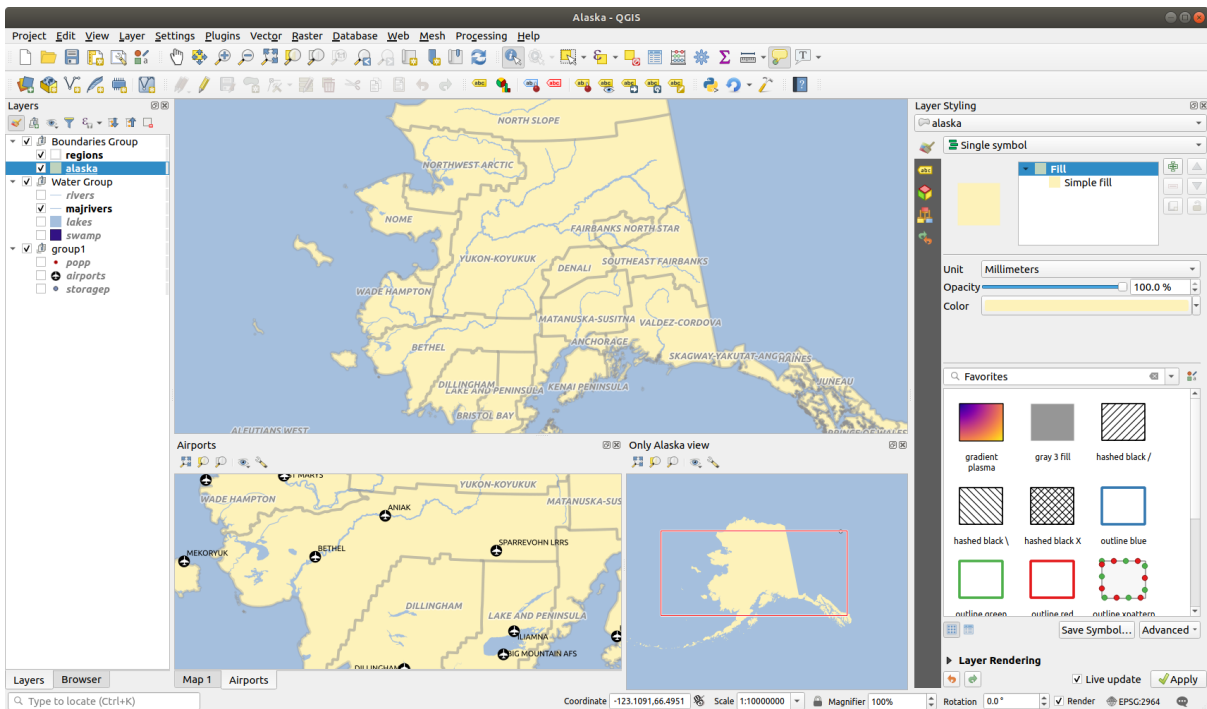 Alaska - QGIS
Project Edit View Layer Settings Plugins Vector Raster Database Web Mesh Processing Help
Layers
Boundaries Group
regions
alaska
Water Group
rivers
majrivers
lakes
swamp
group1
popp
airports
storagep
Layers Browser
NORTH SLOPE
NORTHWEST ARCTIC
NOME
FAIRBANKS NORTH STAR
YUKON-KOYUKUK
DENALI
SOUTHEAST FAIRBANKS
WADE HAMPTON
MATANUSKA-SUSITNA
VALDEZ-CORDOVA
BETHEL
ANCHORAGE
HAINES
DILLINGHAM
LAKE AND PENINSULA
KENAI PENINSULA
JUNEAU
BRISTOL BAY
ALEUTIANS WEST
Airports
YUKON-KOYUKUK
WADE HAMPTON
MATANUSKA-SUS
ANIAK
SPARREVOHN LRRS
MEKORYUK
BETHEL
DILLINGHAM
LAKE AND PENINSULA
ILIAMNA
BIG MOUNTAIN AFS
Map 1 Airports
Only Alaska view
Layer Styling
alaska
Single symbol
Fill
Simple fill
Unit Millimeters
Opacity 100.0 %
Color
Favorites
gradient plasma
gray 3 fill
hashed black /
hashed black \
hashed black X
outline blue
outline green
outline red
outline xpattern
Save Symbol... Advanced
Layer Rendering
Live update Apply
Type to locate (Ctrl+K)
Coordinate -123.1091,66.4951 Scale 1:10000000 Magnifier 100% Rotation 0.0 ° Render EPSG:2964